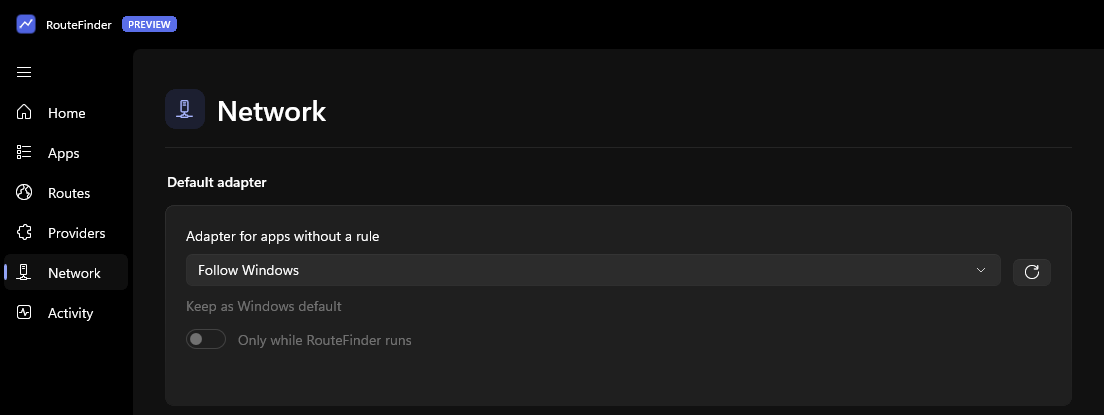 RouteFinder PREVIEW
Home
Apps
Routes
Providers
Network
Activity
Network
Default adapter
Adapter for apps without a rule
Follow Windows
Keep as Windows default
Only while RouteFinder runs